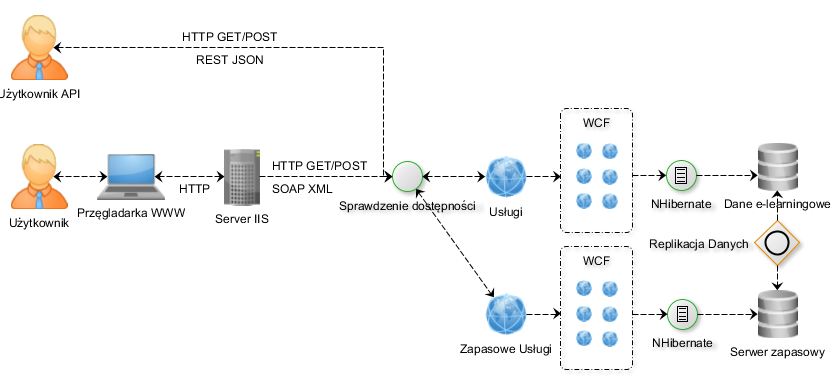 HTTP GET/POST
REST JSON
Użytkownik API
WCF
HTTP GET/POST
HTTP
SOAP XML
Sprawdzenie dostępności
Użytkownik
Przęgladarka WWW
Server IIS
Usługi
NHibernate
Dane e-learningowe
Replikacja Danych
WCF
Zapasowe Usługi
NHibernate
Serwer zapasowy